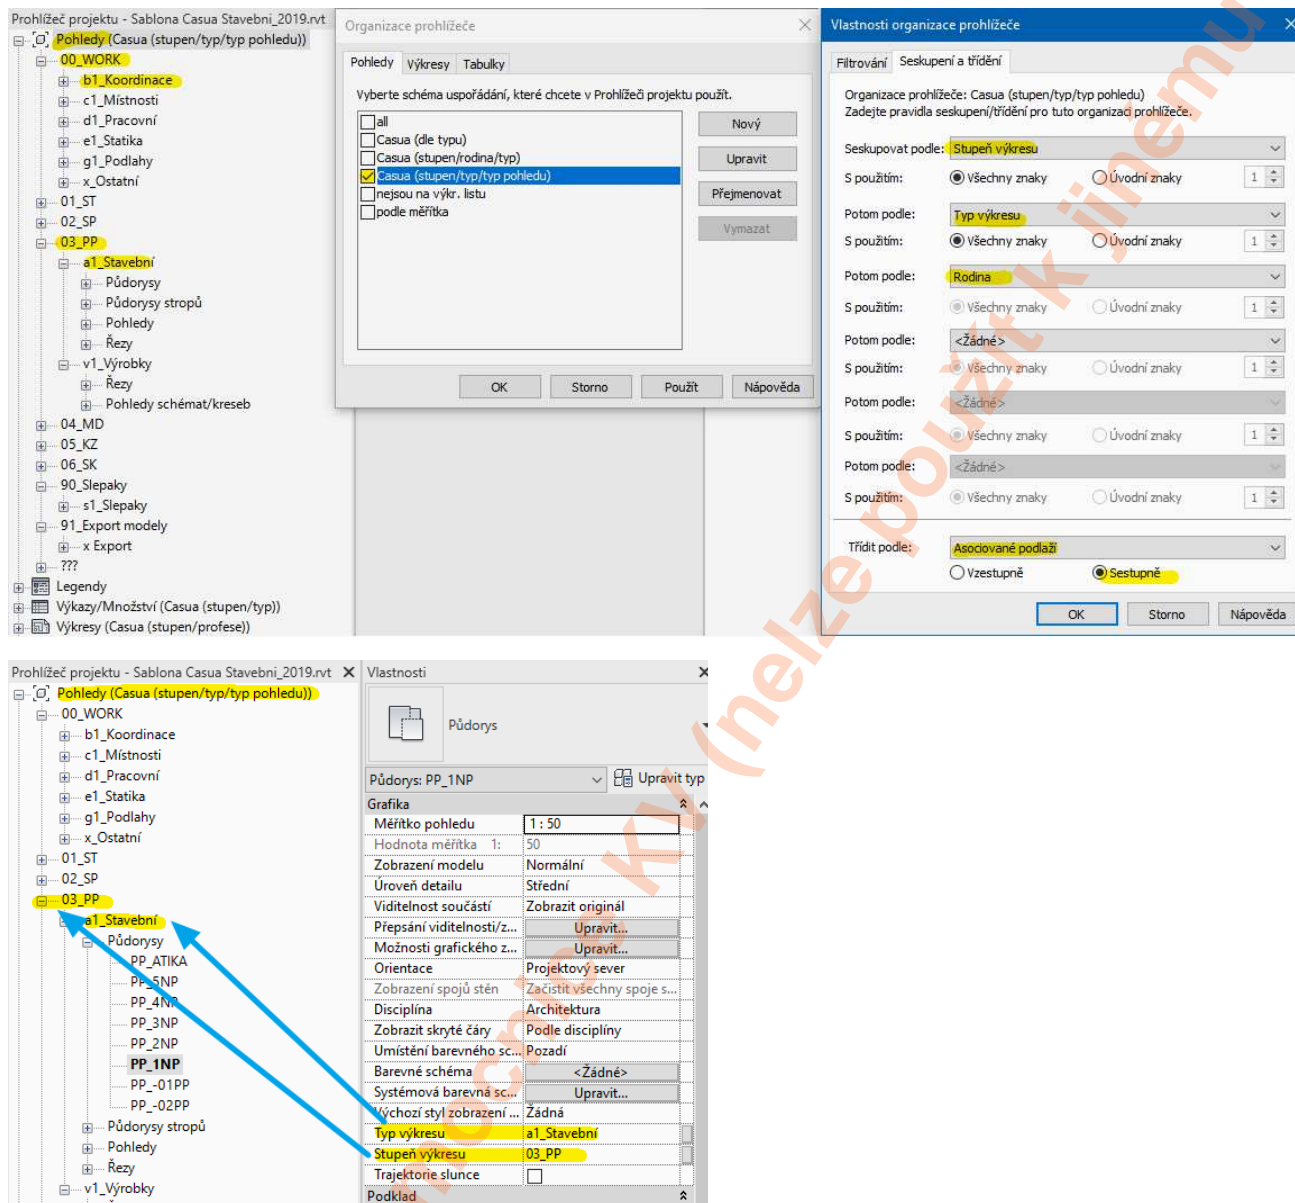 Prohlížeč projektu - Sablona Casua Stavebni_2019.rvt
Pohledy (Casua (stupen/typ/typ pohledu))
00_WORK
b1_Koordinace
c1_Místnosti
d1_Pracovní
e1_Statika
g1_Podlahy
x_Ostatní
01_ST
02_SP
03_PP
a1_Stavební
Půdorysy
Půdorysy stropů
Pohledy
Řezy
v1_Výrobky
Řezy
Pohledy schémat/kreseb
04_MD
05_KZ
06_SK
90_Slepaky
s1_Slepaky
91_Export modely
x Export
???
Legendy
Výkazy/Množství (Casua (stupen/typ))
Výkresy (Casua (stupen/profese))
Organizace prohlížeče
Pohledy Výkresy Tabulky
Vyberte schéma uspořádání, které chcete v Prohlížeči projektu použít.
all
Casua (dle typu)
Casua (stupen/rodina/typ)
Casua (stupen/typ/typ pohledu)
nejsou na výkr. listu
podle měřítka
Nový
Upravit
Přejmenovat
Vymazat
OK Storno Použít Nápověda
Vlastnosti organizace prohlížeče
Filtrování Seskupení a třídění
Organizace prohlížeče: Casua (stupen/typ/typ pohledu)
Zadejte pravidla seskupení/třídění pro tuto organizaci prohlížeče.
Seskupovat podle: Stupeň výkresu
S použitím: Všechny znaky Úvodní znaky 1
Potom podle: Typ výkresu
S použitím: Všechny znaky Úvodní znaky 1
Potom podle: Rodina
S použitím: Všechny znaky Úvodní znaky 1
Potom podle: <Žádné>
S použitím: Všechny znaky Úvodní znaky 1
Potom podle: <Žádné>
S použitím: Všechny znaky Úvodní znaky 1
Potom podle: <Žádné>
S použitím: Všechny znaky Úvodní znaky 1
Třídit podle: Asociované podlaží
Vzestupně Sestupně
OK Storno Nápověda
Prohlížeč projektu - Sablona Casua Stavebni_2019.rvt
Pohledy (Casua (stupen/typ/typ pohledu))
00_WORK
b1_Koordinace
c1_Místnosti
d1_Pracovní
e1_Statika
g1_Podlahy
x_Ostatní
01_ST
02_SP
03_PP
a1_Stavební
Půdorysy
PP_ATIKA
PP_5NP
PP_4NP
PP_3NP
PP_2NP
PP_1NP
PP_-01PP
PP_-02PP
Půdorysy stropů
Pohledy
Řezy
v1_Výrobky
Vlastnosti
Půdorys
Půdorys: PP_1NP Upravit typ
Grafika
Měřítko pohledu 1 : 50
Hodnota měřítka 1: 50
Zobrazení modelu Normální
Úroveň detailu Střední
Viditelnost součástí Zobrazit originál
Přepsání viditelnosti/z... Upravit...
Možnosti grafického z... Upravit...
Orientace Projektový sever
Zobrazení spojů stěn Začistit všechny spoje s...
Disciplína Architektura
Zobrazit skryté čáry Podle disciplíny
Umístění barevného sc... Pozadí
Barevné schéma <Žádné>
Systémová barevná sc... Upravit...
Výchozí styl zobrazení ... Žádná
Typ výkresu a1_Stavební
Stupeň výkresu 03_PP
Trajektorie slunce
Podklad
mocnice KV (nelze použít k jinému